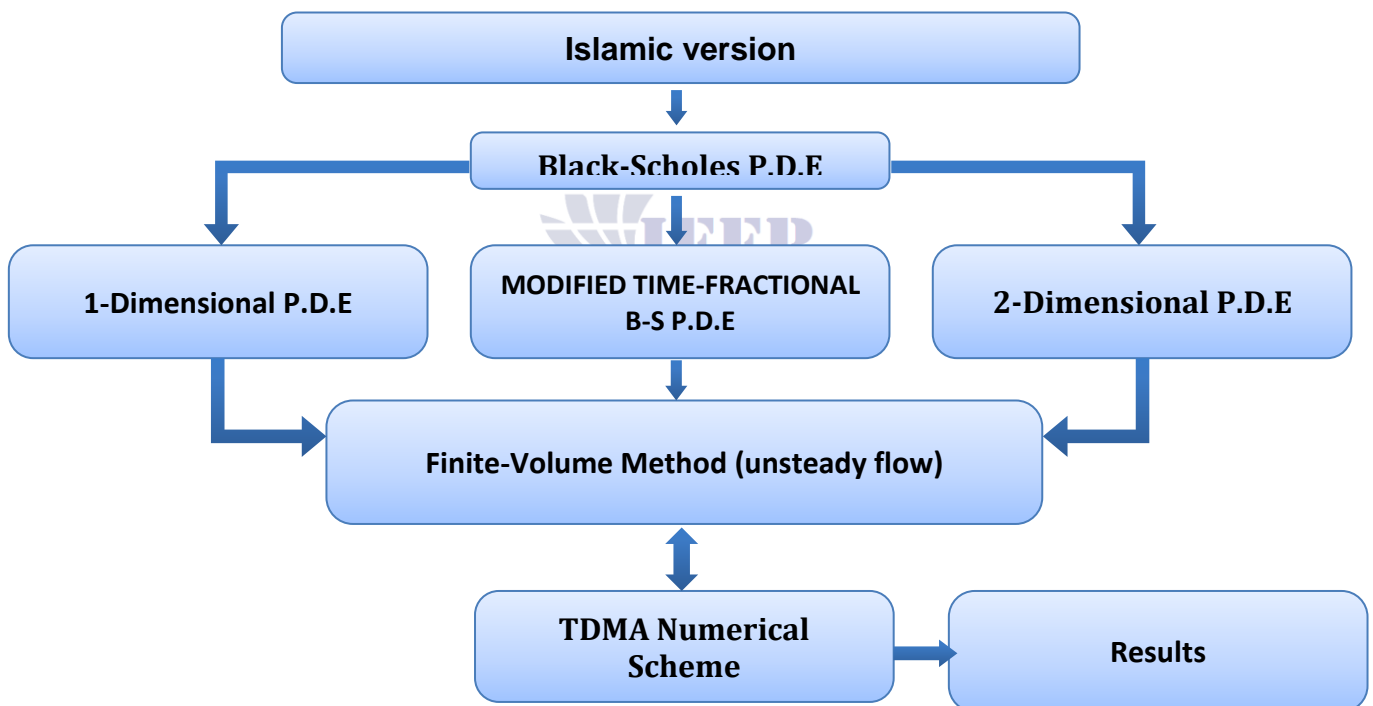 Islamic version
Black-Scholes P.D.E
IEEP
1-Dimensional P.D.E
MODIFIED TIME-FRACTIONAL
B-S P.D.E
2-Dimensional P.D.E
Finite-Volume Method (unsteady flow)
TDMA Numerical
Scheme
Results